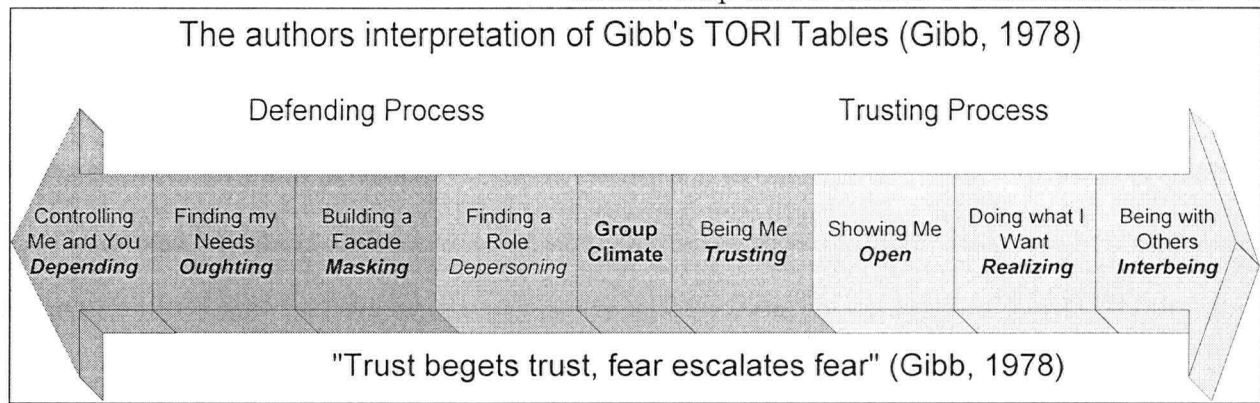 The authors interpretation of Gibb's TORI Tables (Gibb, 1978)
Defending Process
Trusting Process
Controlling
Me and You
Depending
Finding my
Needs
Oughting
Building a
Facade
Masking
Finding a
Role
Depersoning
Group
Climate
Being Me
Trusting
Showing Me
Open
Doing what I
Want
Realizing
Being with
Others
Interbeing
"Trust begets trust, fear escalates fear" (Gibb, 1978)